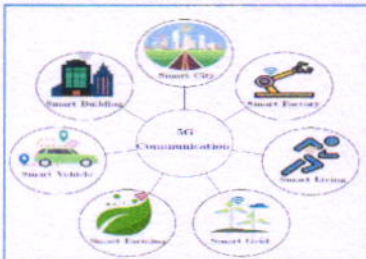 Smart City
Smart Building
Smart Factory
5G
Communication
Smart Vehicle
Smart Living
Smart Farming
Smart Grid